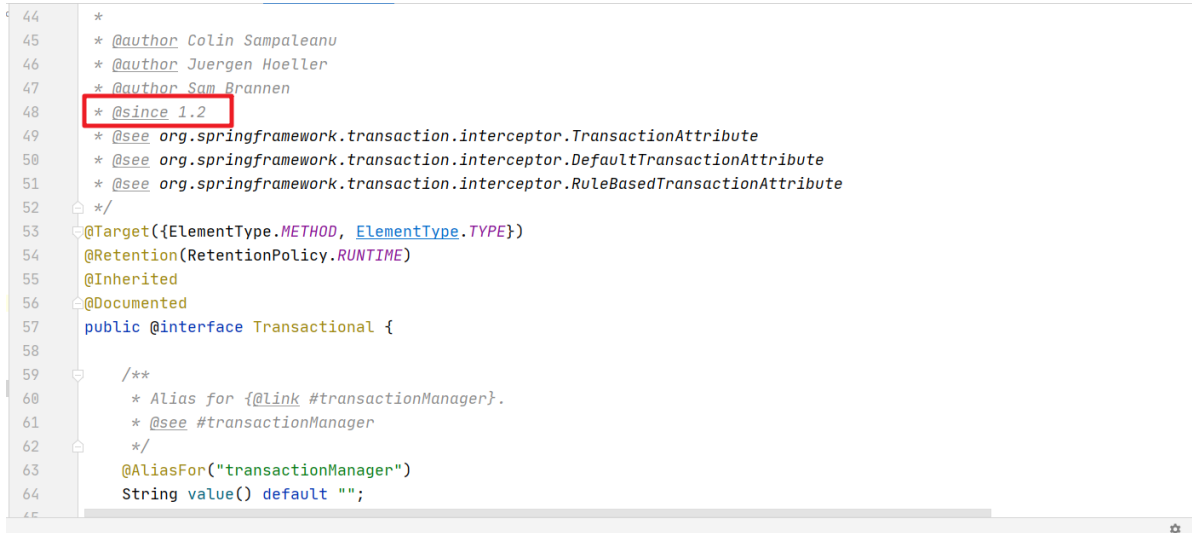 44 *
45 * @author Colin Sampaleanu
46 * @author Juergen Hoeller
47 * @author Sam Brannen
48 * @since 1.2
49 * @see org.springframework.transaction.interceptor.TransactionAttribute
50 * @see org.springframework.transaction.interceptor.DefaultTransactionAttribute
51 * @see org.springframework.transaction.interceptor.RuleBasedTransactionAttribute
52 */
53 @Target({ElementType.METHOD, ElementType.TYPE})
54 @Retention(RetentionPolicy.RUNTIME)
55 @Inherited
56 @Documented
57 public @interface Transactional {
58
59 /**
60 * Alias for {@link #transactionManager}.
61 * @see #transactionManager
62 */
63 @AliasFor("transactionManager")
64 String value() default "";
65